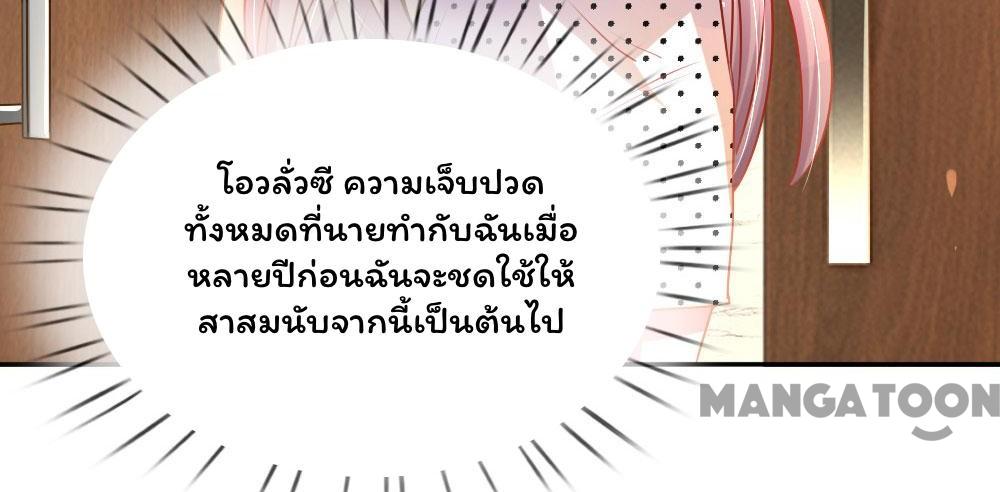 โอวลั่วซี ความเจ็บปวด
ทั้งหมดที่นายทำกับฉันเมื่อ
หลายปีก่อนฉันจะชดใช้ให้
สาสมนับจากนี้เป็นต้นไป
MANGATOON